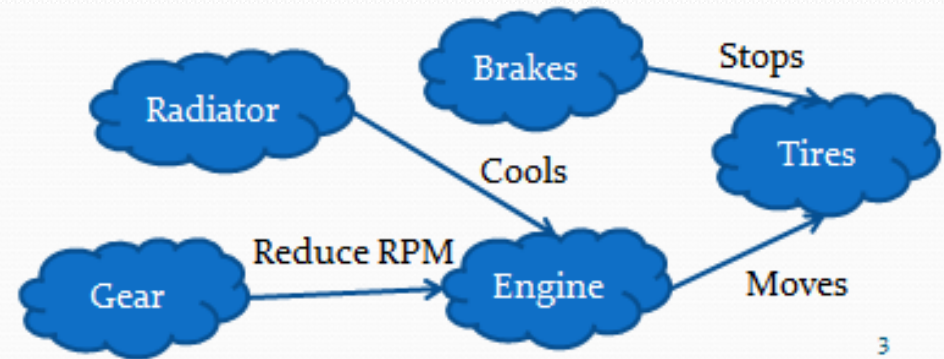 Brakes
Stops
Radiator
Tires
Cools
Reduce RPM
Gear
Engine
Moves
3